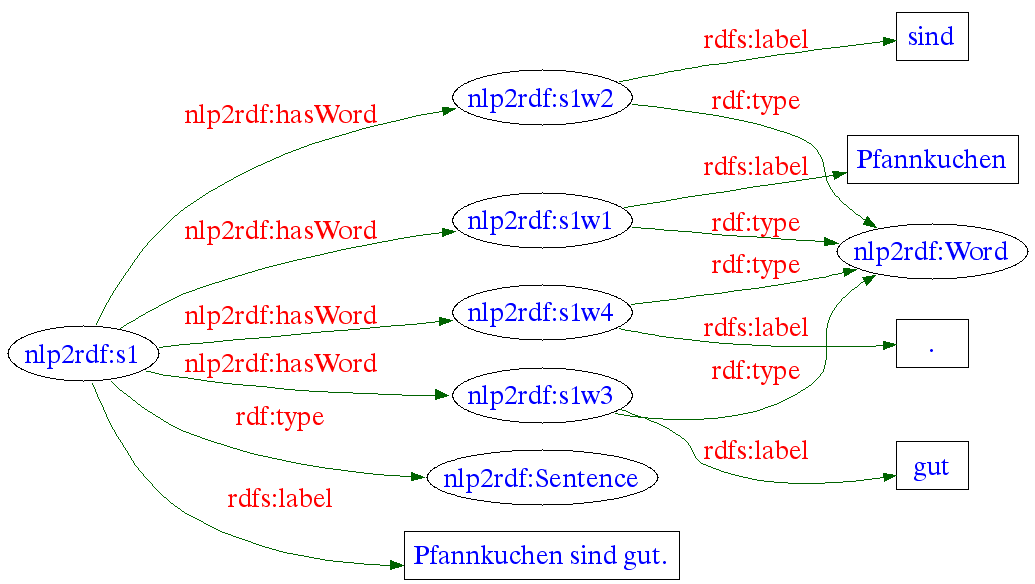 rdfs:label
sind
nlp2rdf:s1w2
rdf:type
nlp2rdf:hasWord
Pfannkuchen
rdfs:label
nlp2rdf:s1w1
rdf:type
nlp2rdf:hasWord
nlp2rdf:Word
rdf:type
nlp2rdf:s1w4
nlp2rdf:hasWord
rdfs:label
.
nlp2rdf:s1
nlp2rdf:hasWord
rdf:type
nlp2rdf:s1w3
rdf:type
rdfs:label
gut
nlp2rdf:Sentence
rdfs:label
Pfannkuchen sind gut.